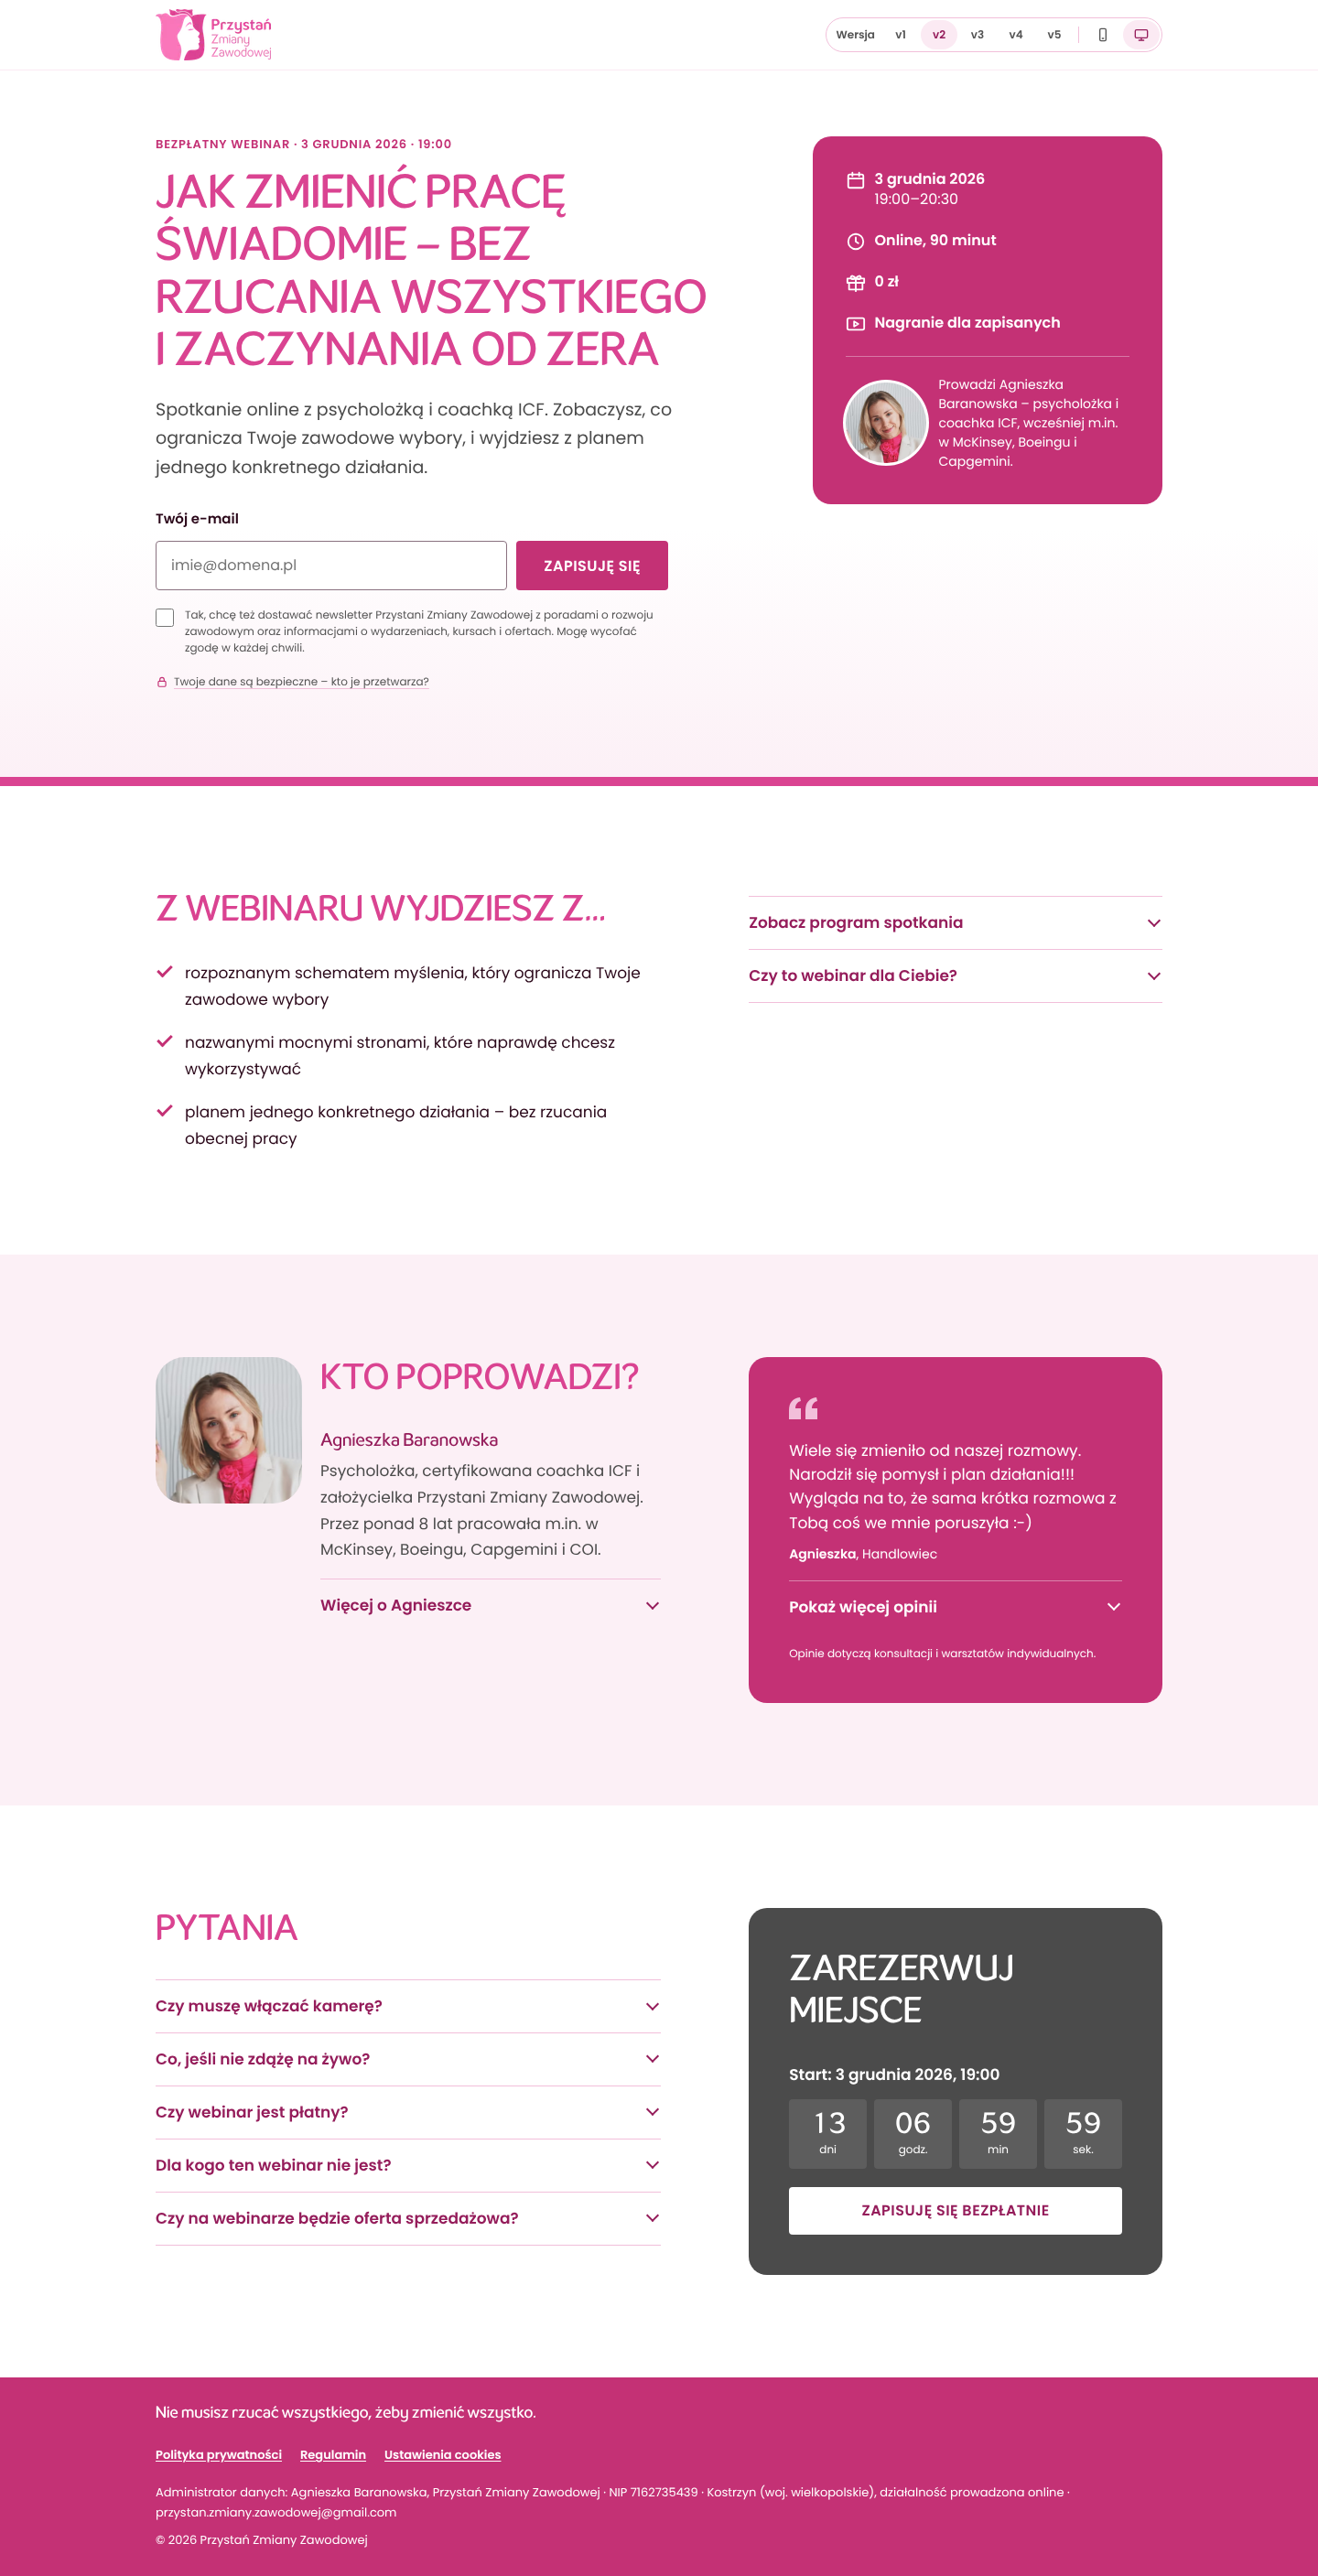 Przystań
Zmiany
Zawodowej
Wersja v1 v2 v3 v4 v5
BEZPŁATNY WEBINAR · 3 GRUDNIA 2026 · 19:00
JAK ZMIENIĆ PRACĘ
ŚWIADOMIE – BEZ
RZUCANIA WSZYSTKIEGO
I ZACZYNANIA OD ZERA
Spotkanie online z psycholożką i coachką ICF. Zobaczysz, co
ogranicza Twoje zawodowe wybory, i wyjdziesz z planem
jednego konkretnego działania.
Twój e-mail
imie@domena.pl
ZAPISUJĘ SIĘ
Tak, chcę też dostawać newsletter Przystani Zmiany Zawodowej z poradami o rozwoju
zawodowym oraz informacjami o wydarzeniach, kursach i ofertach. Mogę wycofać
zgodę w każdej chwili.
Twoje dane są bezpieczne – kto je przetwarza?
3 grudnia 2026
19:00–20:30
Online, 90 minut
0 zł
Nagranie dla zapisanych
Prowadzi Agnieszka
Baranowska – psycholożka i
coachka ICF, wcześniej m.in.
w McKinsey, Boeingu i
Capgemini.
Z WEBINARU WYJDZIESZ Z...
rozpoznanym schematem myślenia, który ogranicza Twoje
zawodowe wybory
nazwanymi mocnymi stronami, które naprawdę chcesz
wykorzystywać
planem jednego konkretnego działania – bez rzucania
obecnej pracy
Zobacz program spotkania
Czy to webinar dla Ciebie?
KTO POPROWADZI?
Agnieszka Baranowska
Psycholożka, certyfikowana coachka ICF i
założycielka Przystani Zmiany Zawodowej.
Przez ponad 8 lat pracowała m.in. w
McKinsey, Boeingu, Capgemini i COI.
Więcej o Agnieszce
Wiele się zmieniło od naszej rozmowy.
Narodził się pomysł i plan działania!!!
Wygląda na to, że sama krótka rozmowa z
Tobą coś we mnie poruszyła :-)
Agnieszka, Handlowiec
Pokaż więcej opinii
Opinie dotyczą konsultacji i warsztatów indywidualnych.
PYTANIA
Czy muszę włączać kamerę?
Co, jeśli nie zdążę na żywo?
Czy webinar jest płatny?
Dla kogo ten webinar nie jest?
Czy na webinarze będzie oferta sprzedażowa?
ZAREZERWUJ
MIEJSCE
Start: 3 grudnia 2026, 19:00
13 06 59 59
dni godz. min sek.
ZAPISUJĘ SIĘ BEZPŁATNIE
Nie musisz rzucać wszystkiego, żeby zmienić wszystko.
Polityka prywatności Regulamin Ustawienia cookies
Administrator danych: Agnieszka Baranowska, Przystań Zmiany Zawodowej · NIP 7162735439 · Kostrzyn (woj. wielkopolskie), działalność prowadzona online ·
przystan.zmiany.zawodowej@gmail.com
© 2026 Przystań Zmiany Zawodowej